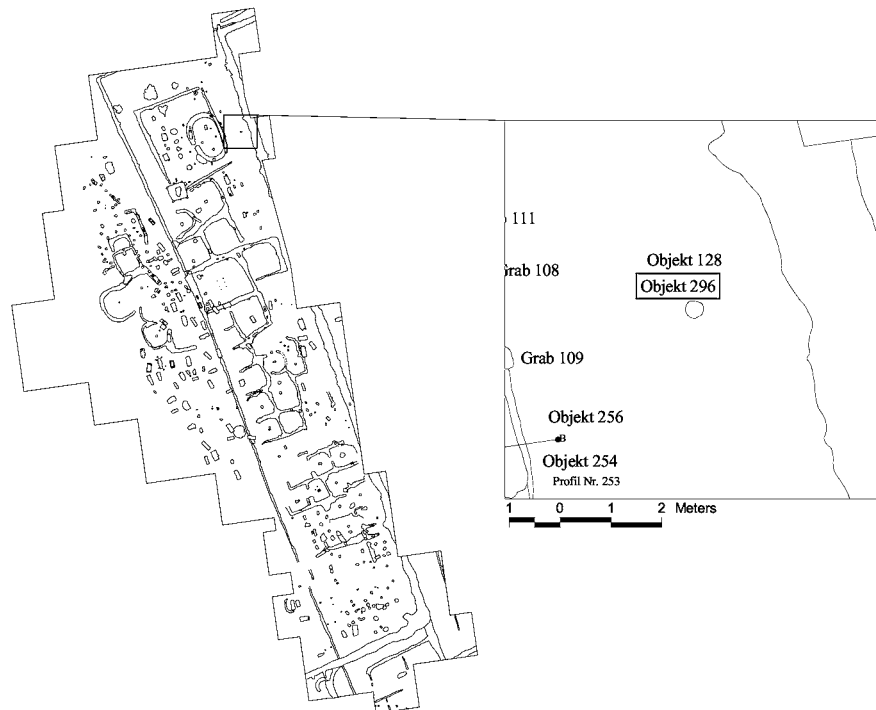 111
Objekt 128
Grab 108
Objekt 296
Grab 109
Objekt 256
B
Objekt 254
Profil Nr. 253
1 0 1 2 Meters